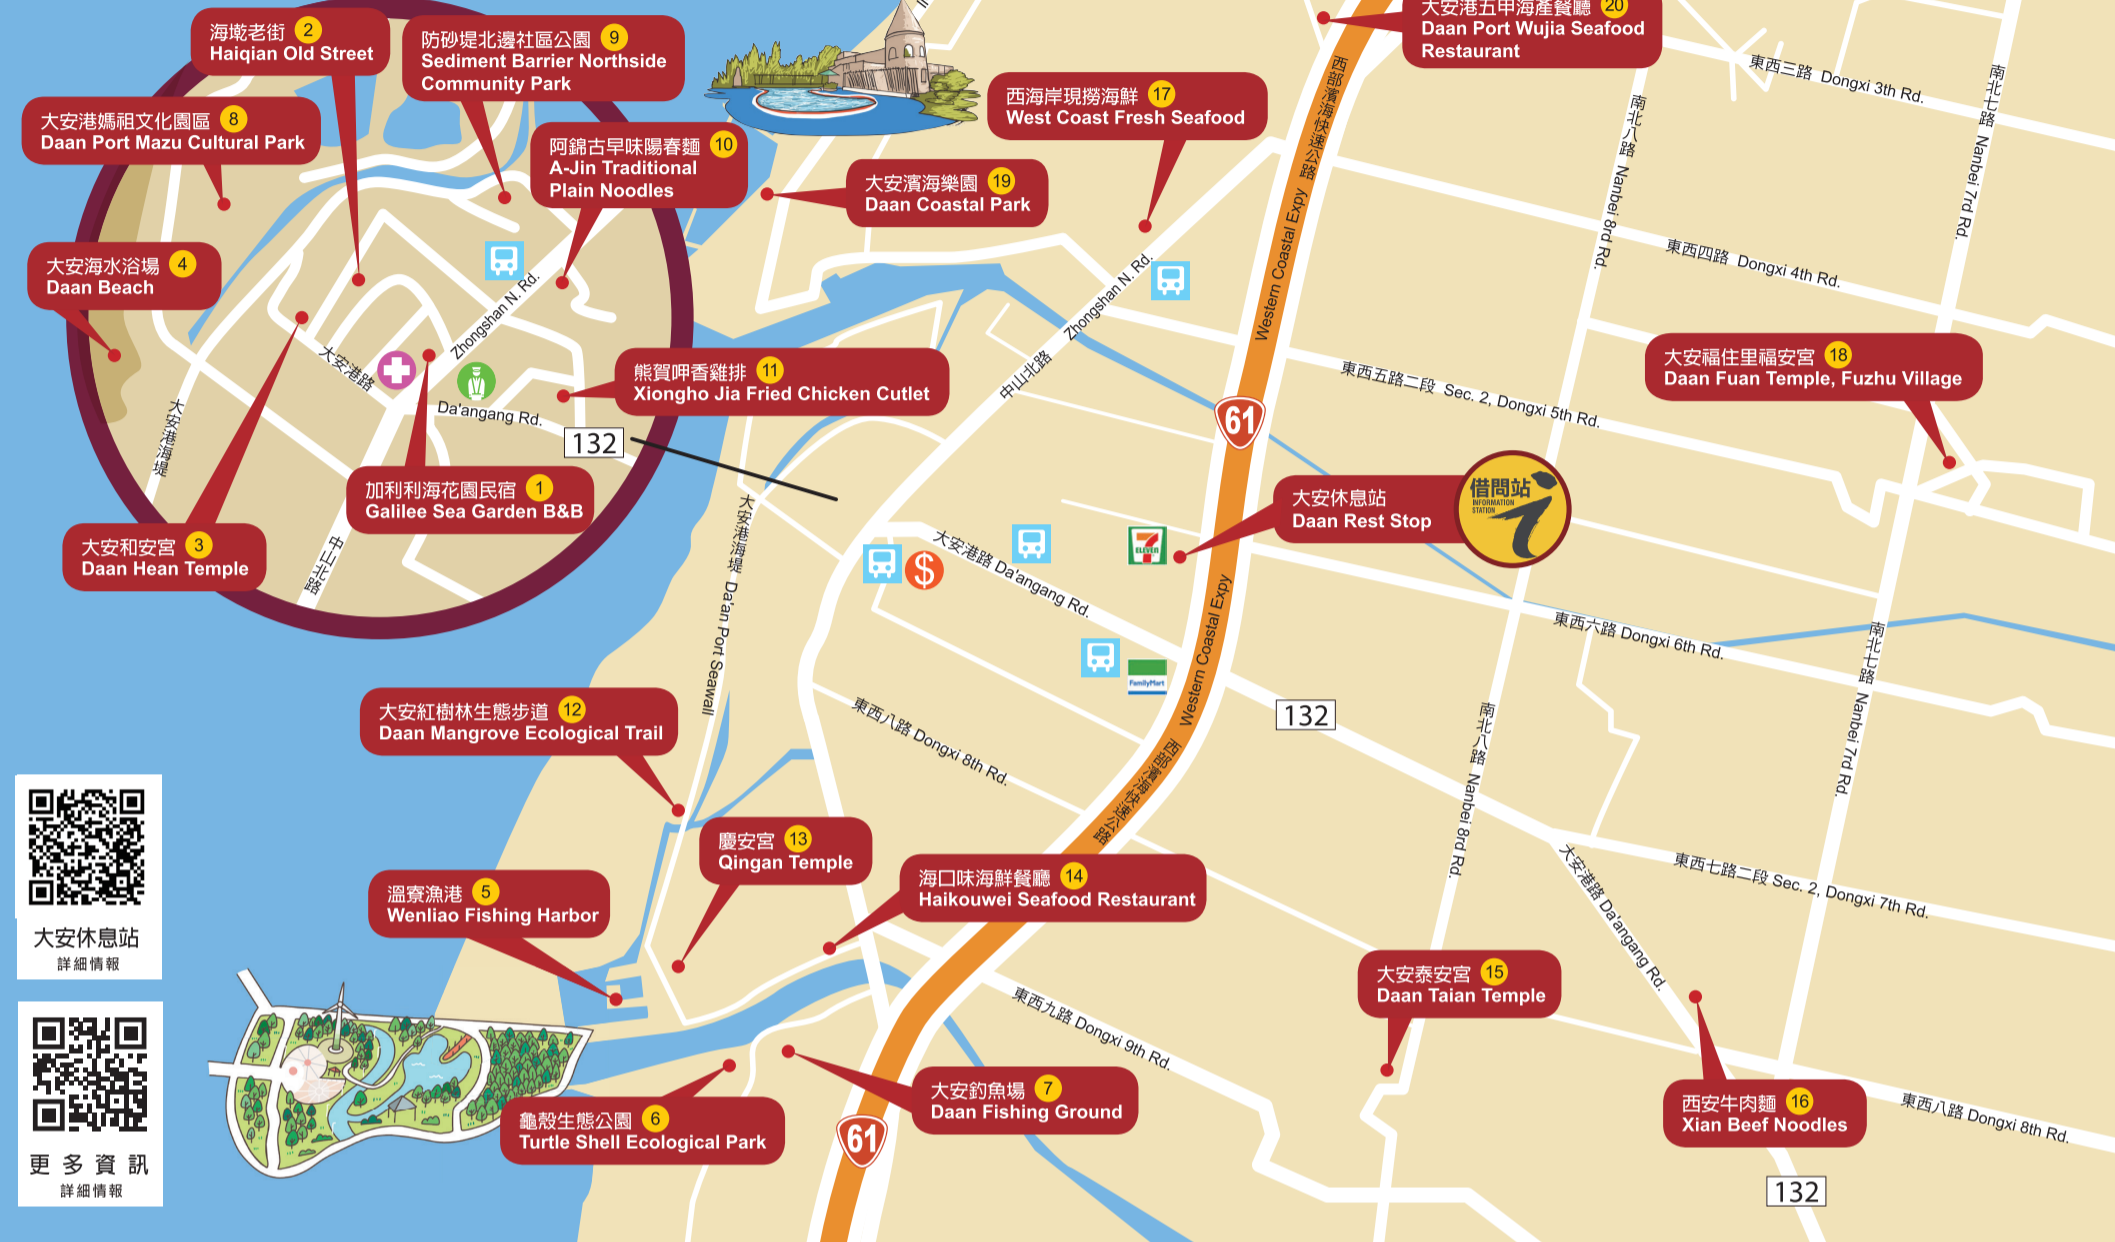 海墘老街 2
Haiqian Old Street
防砂堤北邊社區公園 9
Sediment Barrier Northside
Community Park
大安港媽祖文化園區 8
Daan Port Mazu Cultural Park
阿錦古早味陽春麵 10
A-Jin Traditional
Plain Noodles
大安海水浴場 4
Daan Beach
Zhongshan N. Rd.
大安港路
Da'angang Rd.
132
大安港海堤
中山北路
熊賀呷香雞排 11
Xiongho Jia Fried Chicken Cutlet
加利利海花園民宿 1
Galilee Sea Garden B&B
大安和安宮 3
Daan Hean Temple
大安港五甲海產餐廳 20
Daan Port Wujia Seafood
Restaurant
西海岸現撈海鮮 17
West Coast Fresh Seafood
大安濱海樂園 19
Daan Coastal Park
西部濱海快速公路 Western Coastal Expy
東西三路 Dongxi 3th Rd.
南北八路 Nanbei 8rd Rd.
南北七路 Nanbei 7rd Rd.
東西四路 Dongxi 4th Rd.
中山北路 Zhongshan N. Rd.
東西五路二段 Sec. 2, Dongxi 5th Rd.
大安福住里福安宮 18
Daan Fuan Temple, Fuzhu Village
61
大安休息站
Daan Rest Stop
借問站
INFORMATION
STATION
7
ELEVEN
$
大安港路 Da'angang Rd.
大安港海堤 Da'an Port Seawall
FamilyMart
Western Coastal Expy
西部濱海快速公路
東西六路 Dongxi 6th Rd.
132
南北八路 Nanbei 8rd Rd.
南北七路 Nanbei 7rd Rd.
東西八路 Dongxi 8th Rd.
大安紅樹林生態步道 12
Daan Mangrove Ecological Trail
慶安宮 13
Qingan Temple
溫寮漁港 5
Wenliao Fishing Harbor
海口味海鮮餐廳 14
Haikouwei Seafood Restaurant
大安港路 Da'angang Rd.
東西七路二段 Sec. 2, Dongxi 7th Rd.
大安休息站
詳細情報
大安泰安宮 15
Daan Taian Temple
東西九路 Dongxi 9th Rd.
大安釣魚場 7
Daan Fishing Ground
龜殼生態公園 6
Turtle Shell Ecological Park
61
西安牛肉麵 16
Xian Beef Noodles
東西八路 Dongxi 8th Rd.
132
更多資訊
詳細情報